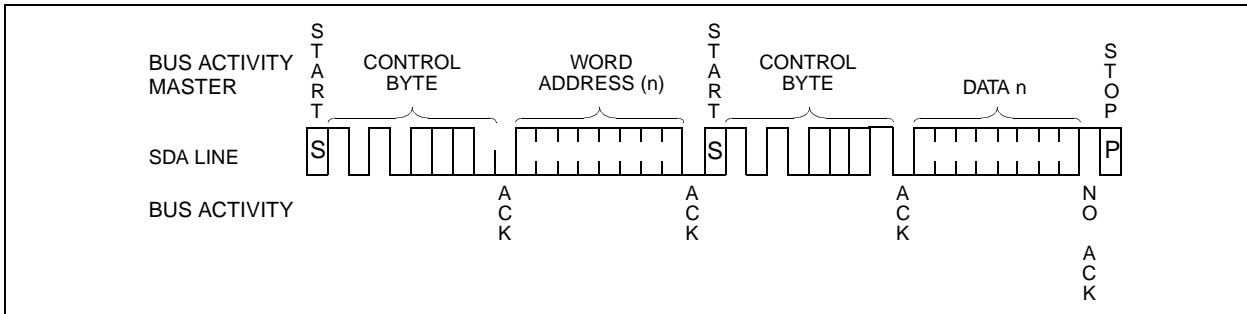 BUS ACTIVITY
MASTER
START
CONTROL
BYTE
WORD
ADDRESS (n)
START
CONTROL
BYTE
DATA n
STOP
SDA LINE
S
S
P
BUS ACTIVITY
ACK
ACK
ACK
NO ACK